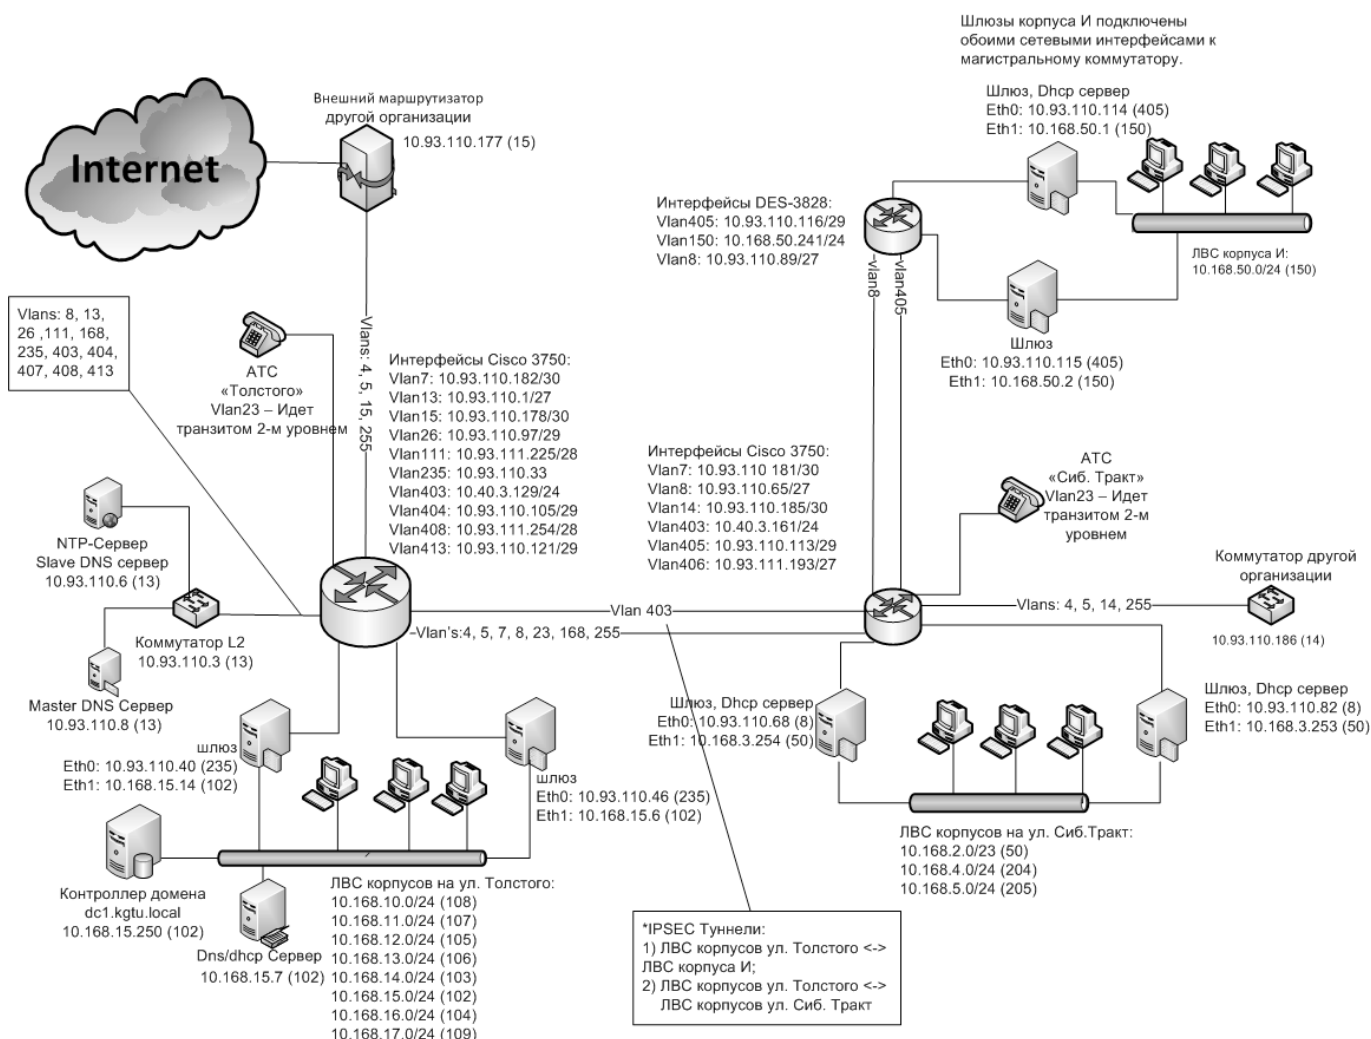 Шлюзы корпуса И подключены
обоими сетевыми интерфейсами к
магистральному коммутатору.
Шлюз, Dhcp сервер
Eth0: 10.93.110.114 (405)
Eth1: 10.168.50.1 (150)
Внешний маршрутизатор
другой организации
10.93.110.177 (15)
Internet
Интерфейсы DES-3828:
Vlan405: 10.93.110.116/29
Vlan150: 10.168.50.241/24
Vlan8: 10.93.110.89/27
ЛВС корпуса И:
10.168.50.0/24 (150)
vlan8
vlan405
Шлюз
Eth0: 10.93.110.115 (405)
Eth1: 10.168.50.2 (150)
Vlans: 8, 13,
26 ,111, 168,
235, 403, 404,
407, 408, 413
АТС
«Толстого»
Vlan23 – Идет
транзитом 2-м уровнем
Vlans: 4, 5, 15, 255
Интерфейсы Cisco 3750:
Vlan7: 10.93.110.182/30
Vlan13: 10.93.110.1/27
Vlan15: 10.93.110.178/30
Vlan26: 10.93.110.97/29
Vlan111: 10.93.111.225/28
Vlan235: 10.93.110.33
Vlan403: 10.40.3.129/24
Vlan404: 10.93.110.105/29
Vlan408: 10.93.111.254/28
Vlan413: 10.93.110.121/29
Интерфейсы Cisco 3750:
Vlan7: 10.93.110 181/30
Vlan8: 10.93.110.65/27
Vlan14: 10.93.110.185/30
Vlan403: 10.40.3.161/24
Vlan405: 10.93.110.113/29
Vlan406: 10.93.111.193/27
АТС
«Сиб. Тракт»
Vlan23 – Идет
транзитом 2-м
уровнем
NTP-Сервер
Slave DNS сервер
10.93.110.6 (13)
Коммутатор другой
организации
10.93.110.186 (14)
Vlan 403
Vlan's:4, 5, 7, 8, 23, 168, 255
Vlans: 4, 5, 14, 255
Коммутатор L2
10.93.110.3 (13)
Master DNS Сервер
10.93.110.8 (13)
шлюз
Eth0: 10.93.110.40 (235)
Eth1: 10.168.15.14 (102)
шлюз
Eth0: 10.93.110.46 (235)
Eth1: 10.168.15.6 (102)
Шлюз, Dhcp сервер
Eth0: 10.93.110.68 (8)
Eth1: 10.168.3.254 (50)
Шлюз, Dhcp сервер
Eth0: 10.93.110.82 (8)
Eth1: 10.168.3.253 (50)
ЛВС корпусов на ул. Сиб.Тракт:
10.168.2.0/23 (50)
10.168.4.0/24 (204)
10.168.5.0/24 (205)
Контроллер домена
dc1.kgtu.local
10.168.15.250 (102)
Dns/dhcp Сервер
10.168.15.7 (102)
ЛВС корпусов на ул. Толстого:
10.168.10.0/24 (108)
10.168.11.0/24 (107)
10.168.12.0/24 (105)
10.168.13.0/24 (106)
10.168.14.0/24 (103)
10.168.15.0/24 (102)
10.168.16.0/24 (104)
10.168.17.0/24 (109)
*IPSEC Туннели:
1) ЛВС корпусов ул. Толстого <->
ЛВС корпуса И;
2) ЛВС корпусов ул. Толстого <->
ЛВС корпусов ул. Сиб. Тракт